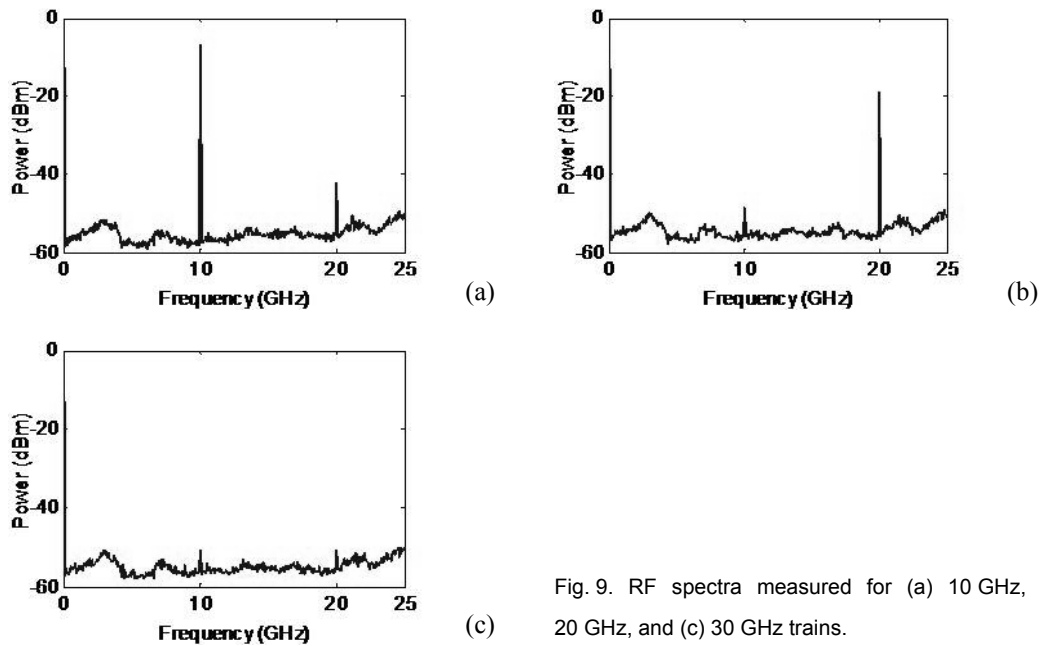 0
-20
-40
-60
Power (dBm)
0 10 20 25
Frequency (GHz)
(a)
0
-20
-40
-60
Power (dBm)
0 10 20 25
Frequency (GHz)
(b)
0
-20
-40
-60
Power (dBm)
0 10 20 25
Frequency (GHz)
(c)
Fig. 9. RF spectra measured for (a) 10 GHz,
20 GHz, and (c) 30 GHz trains.